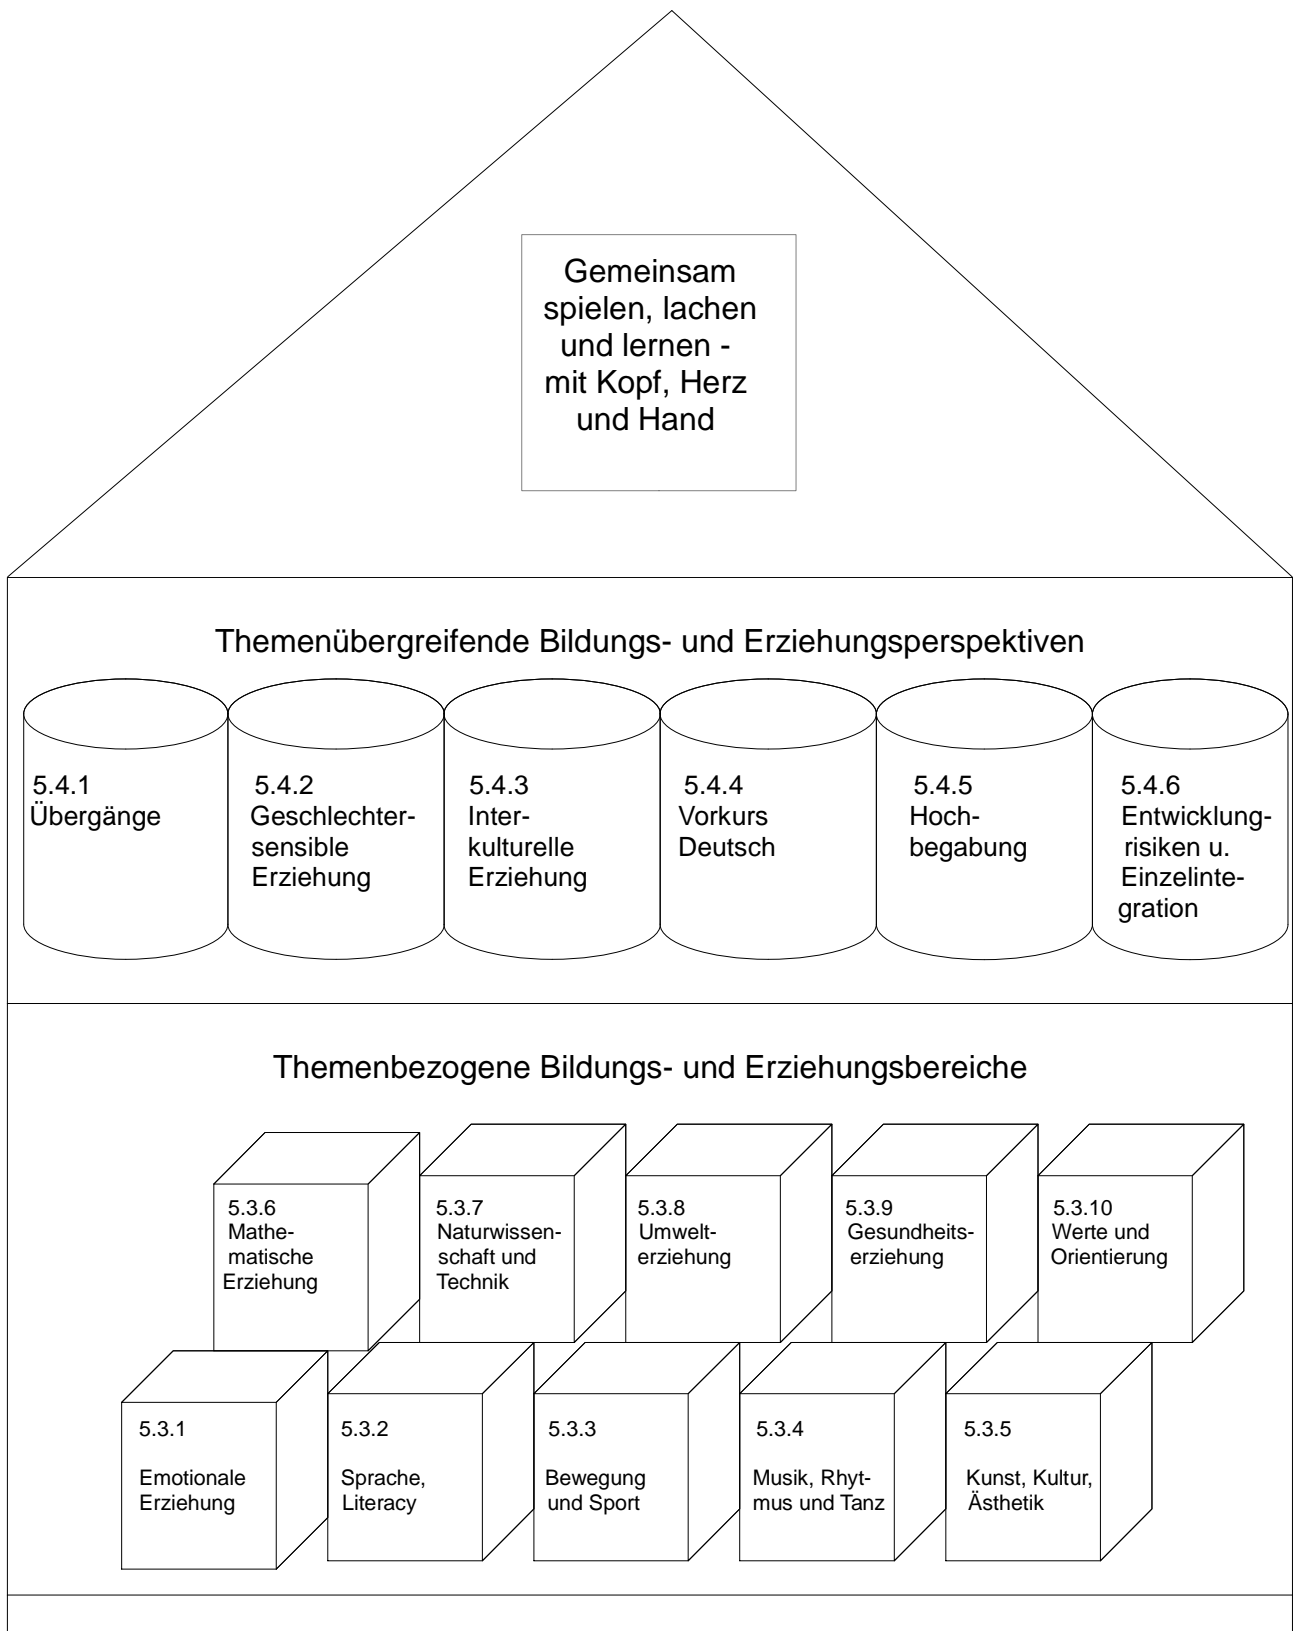 Gemeinsam
spielen, lachen
und lernen -
mit Kopf, Herz
und Hand
Themenübergreifende Bildungs- und Erziehungsperspektiven
5.4.1
Übergänge
5.4.2
Geschlechter-
sensible
Erziehung
5.4.3
Inter-
kulturelle
Erziehung
5.4.4
Vorkurs
Deutsch
5.4.5
Hoch-
begabung
5.4.6
Entwicklung-
risiken u.
Einzelinte-
gration
Themenbezogene Bildungs- und Erziehungsbereiche
5.3.6
Mathe-
matische
Erziehung
5.3.7
Naturwissen-
schaft und
Technik
5.3.8
Umwelt-
erziehung
5.3.9
Gesundheits-
erziehung
5.3.10
Werte und
Orientierung
5.3.1
Emotionale
Erziehung
5.3.2
Sprache,
Literacy
5.3.3
Bewegung
und Sport
5.3.4
Musik, Rhyt-
mus und Tanz
5.3.5
Kunst, Kultur,
Ästhetik